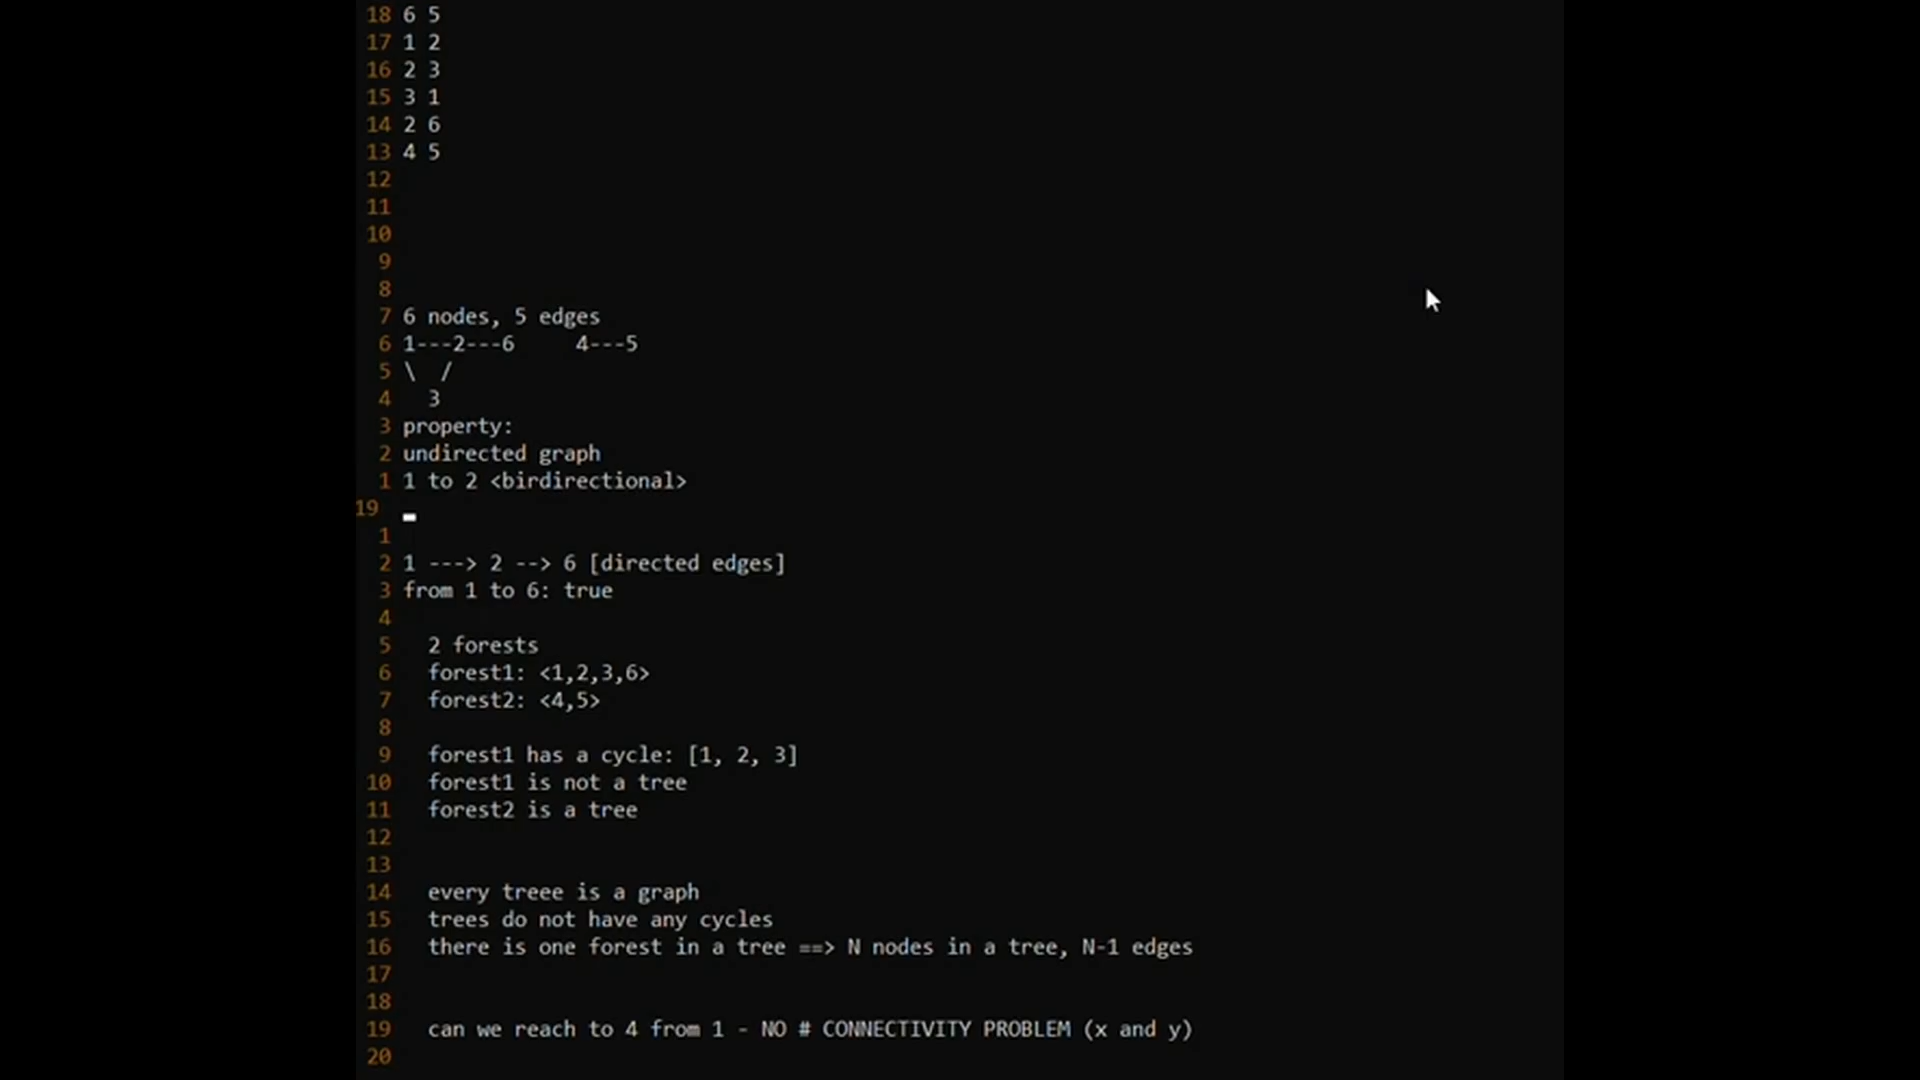 18 6 5
17 1 2
16 2 3
15 3 1
14 2 6
13 4 5
12
11
10
9
8
7 6 nodes, 5 edges
6 1---2---6     4---5
5 \  /
4   3
3 property:
2 undirected graph
1 1 to 2 <birdirectional>
19
1
2 1 ---> 2 --> 6 [directed edges]
3 from 1 to 6: true
4
5   2 forests
6   forest1: <1,2,3,6>
7   forest2: <4,5>
8
9   forest1 has a cycle: [1, 2, 3]
10   forest1 is not a tree
11   forest2 is a tree
12
13
14   every treee is a graph
15   trees do not have any cycles
16   there is one forest in a tree ==> N nodes in a tree, N-1 edges
17
18
19   can we reach to 4 from 1 - NO # CONNECTIVITY PROBLEM (x and y)
20